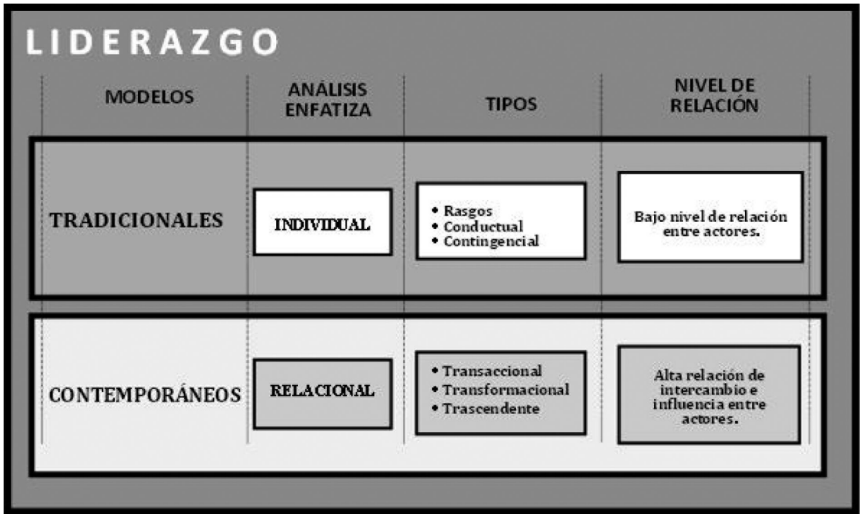 LIDERAZGO
MODELOS
ANÁLISIS
ENFATIZA
TIPOS
NIVEL DE
RELACIÓN
TRADICIONALES
INDIVIDUAL
• Rasgos
• Conductual
• Contingencial
Bajo nivel de relación
entre actores.
CONTEMPORÁNEOS
RELACIONAL
• Transaccional
• Transformacional
• Trascendente
Alta relación de
intercambio e
influencia entre
actores.